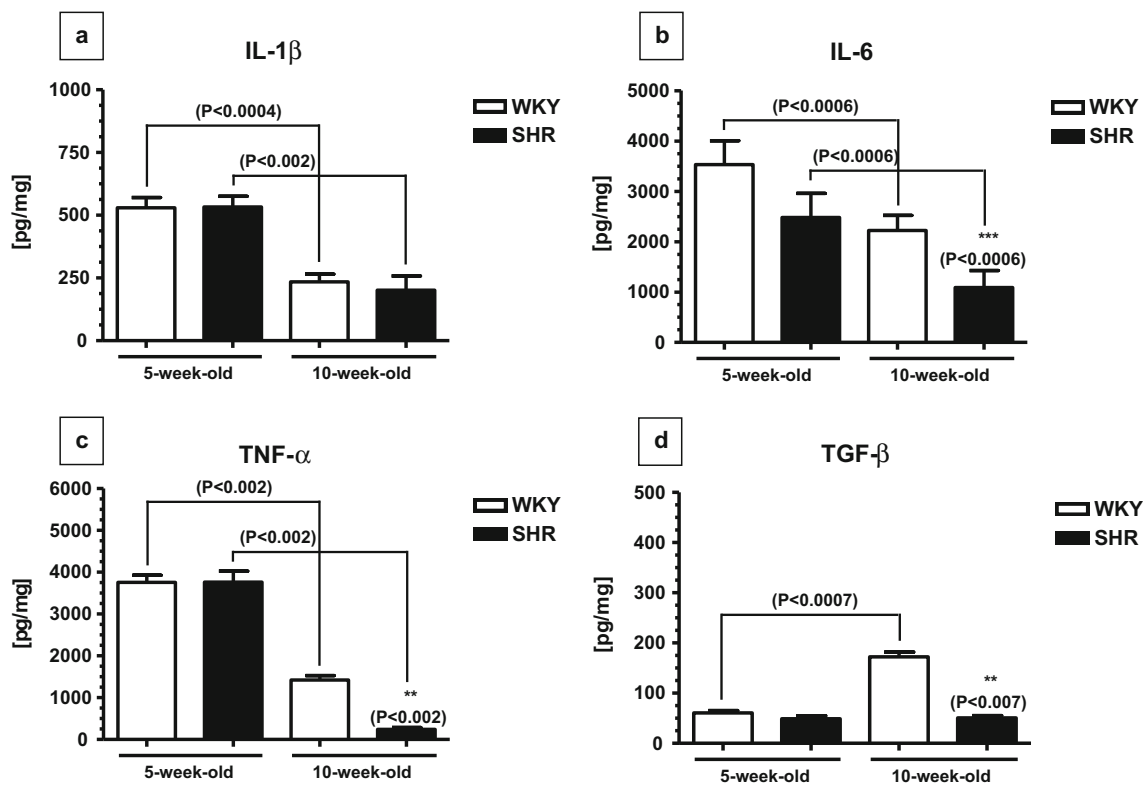 a
IL-1β
1000
750
500
250
0
[pg/mg]
(P<0.0004)
(P<0.002)
WKY
SHR
5-week-old
10-week-old
b
IL-6
5000
4000
3000
2000
1000
0
[pg/mg]
(P<0.0006)
(P<0.0006)
***
(P<0.0006)
WKY
SHR
5-week-old
10-week-old
c
TNF-α
6000
5000
4000
3000
2000
1000
0
[pg/mg]
(P<0.002)
(P<0.002)
**
(P<0.002)
WKY
SHR
5-week-old
10-week-old
d
TGF-β
500
400
300
200
100
0
[pg/mg]
(P<0.0007)
**
(P<0.007)
WKY
SHR
5-week-old
10-week-old